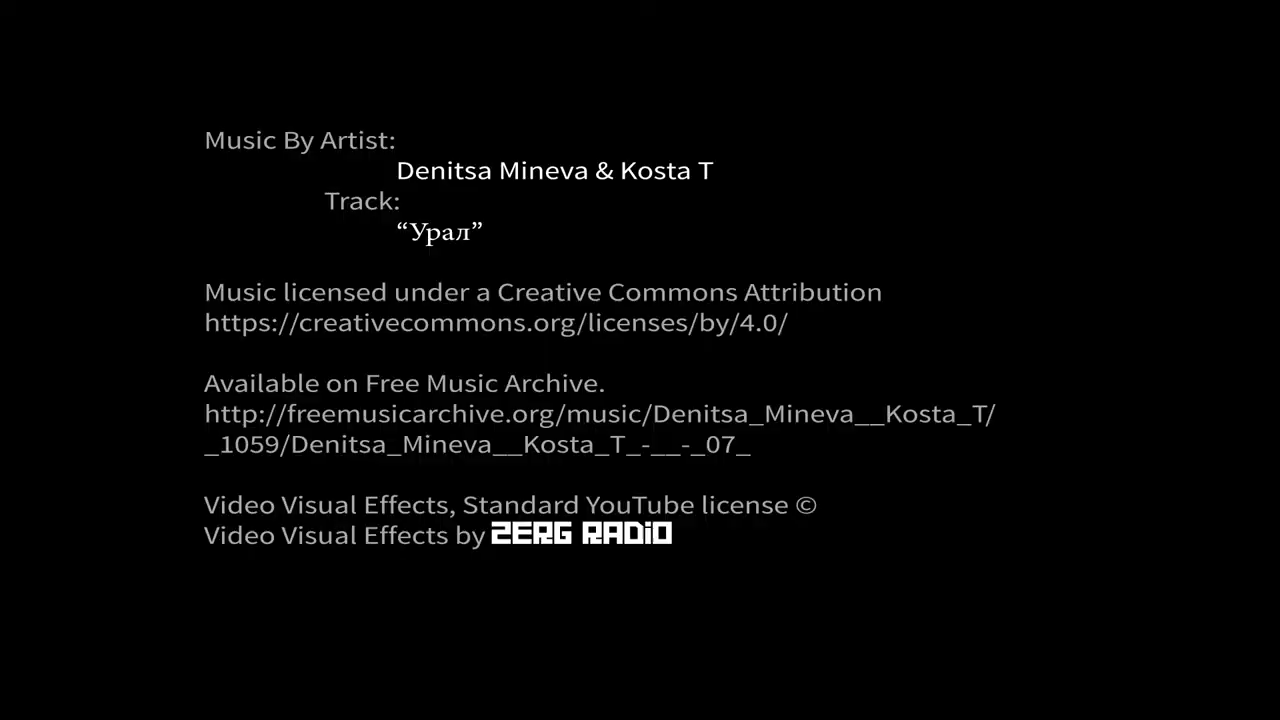 Music By Artist:
Denitsa Mineva & Kosta T
Track:
“Урал”
Music licensed under a Creative Commons Attribution
https://creativecommons.org/licenses/by/4.0/
Available on Free Music Archive.
http://freemusicarchive.org/music/Denitsa_Mineva__Kosta_T/
_1059/Denitsa_Mineva__Kosta_T_-__-_07_
Video Visual Effects, Standard YouTube license ©
Video Visual Effects by ZERG RADiO